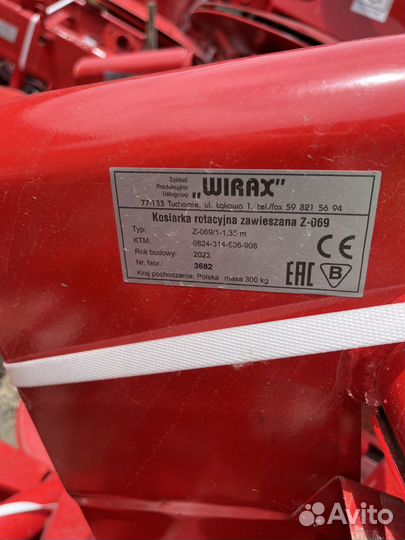 Zakład
Produkcyjno
Usługowy
„WIRAX"
77-133 Tuchomie, ul. Łąkowa 1, tel./fax 59 821 56 94
Kosiarka rotacyjna zawieszana Z-069
Typ: Z-069/1-1,35 m
KTM: 0824-314-506-908
Rok budowy: 2023
Nr. fabr.: 3682
Kraj pochodzenia: Polska masa 300 kg
CE
EAC
B
Avito